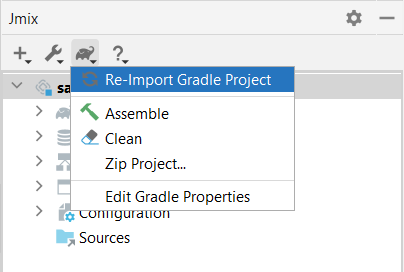 Jmix
Re-Import Gradle Project
Assemble
Clean
Zip Project...
Edit Gradle Properties
Configuration
Sources